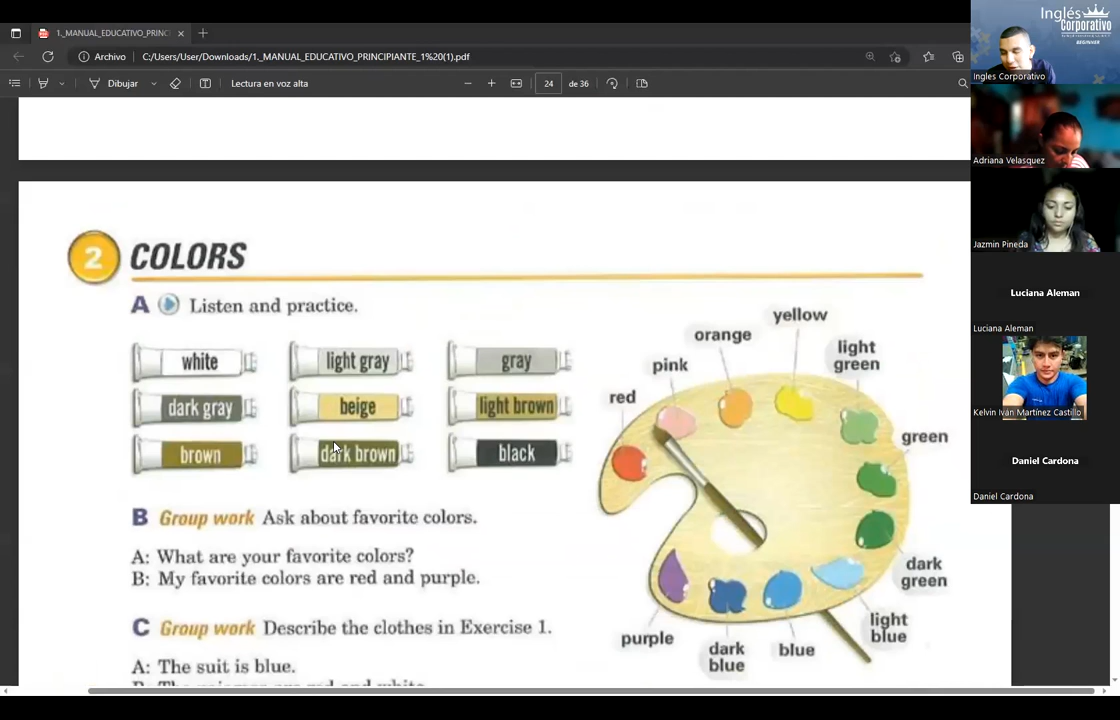 1._MANUAL_EDUCATIVO_PRINC
Archivo
C:/Users/User/Downloads/1._MANUAL_EDUCATIVO_PRINCIPIANTE_1%20(1).pdf
Dibujar
Lectura en voz alta
24
de 36
2 COLORS
A Listen and practice.
white
light gray
gray
dark gray
beige
light brown
brown
dark brown
black
red
pink
orange
yellow
light
green
green
dark
green
light
blue
blue
dark
blue
purple
B Group work Ask about favorite colors.
A: What are your favorite colors?
B: My favorite colors are red and purple.
C Group work Describe the clothes in Exercise 1.
A: The suit is blue.
Inglés
Corporativo
BEGINNER
Ingles Corporativo
Adriana Velasquez
Jazmin Pineda
Luciana Aleman
Luciana Aleman
Kelvin Iván Martínez Castillo
Daniel Cardona
Daniel Cardona